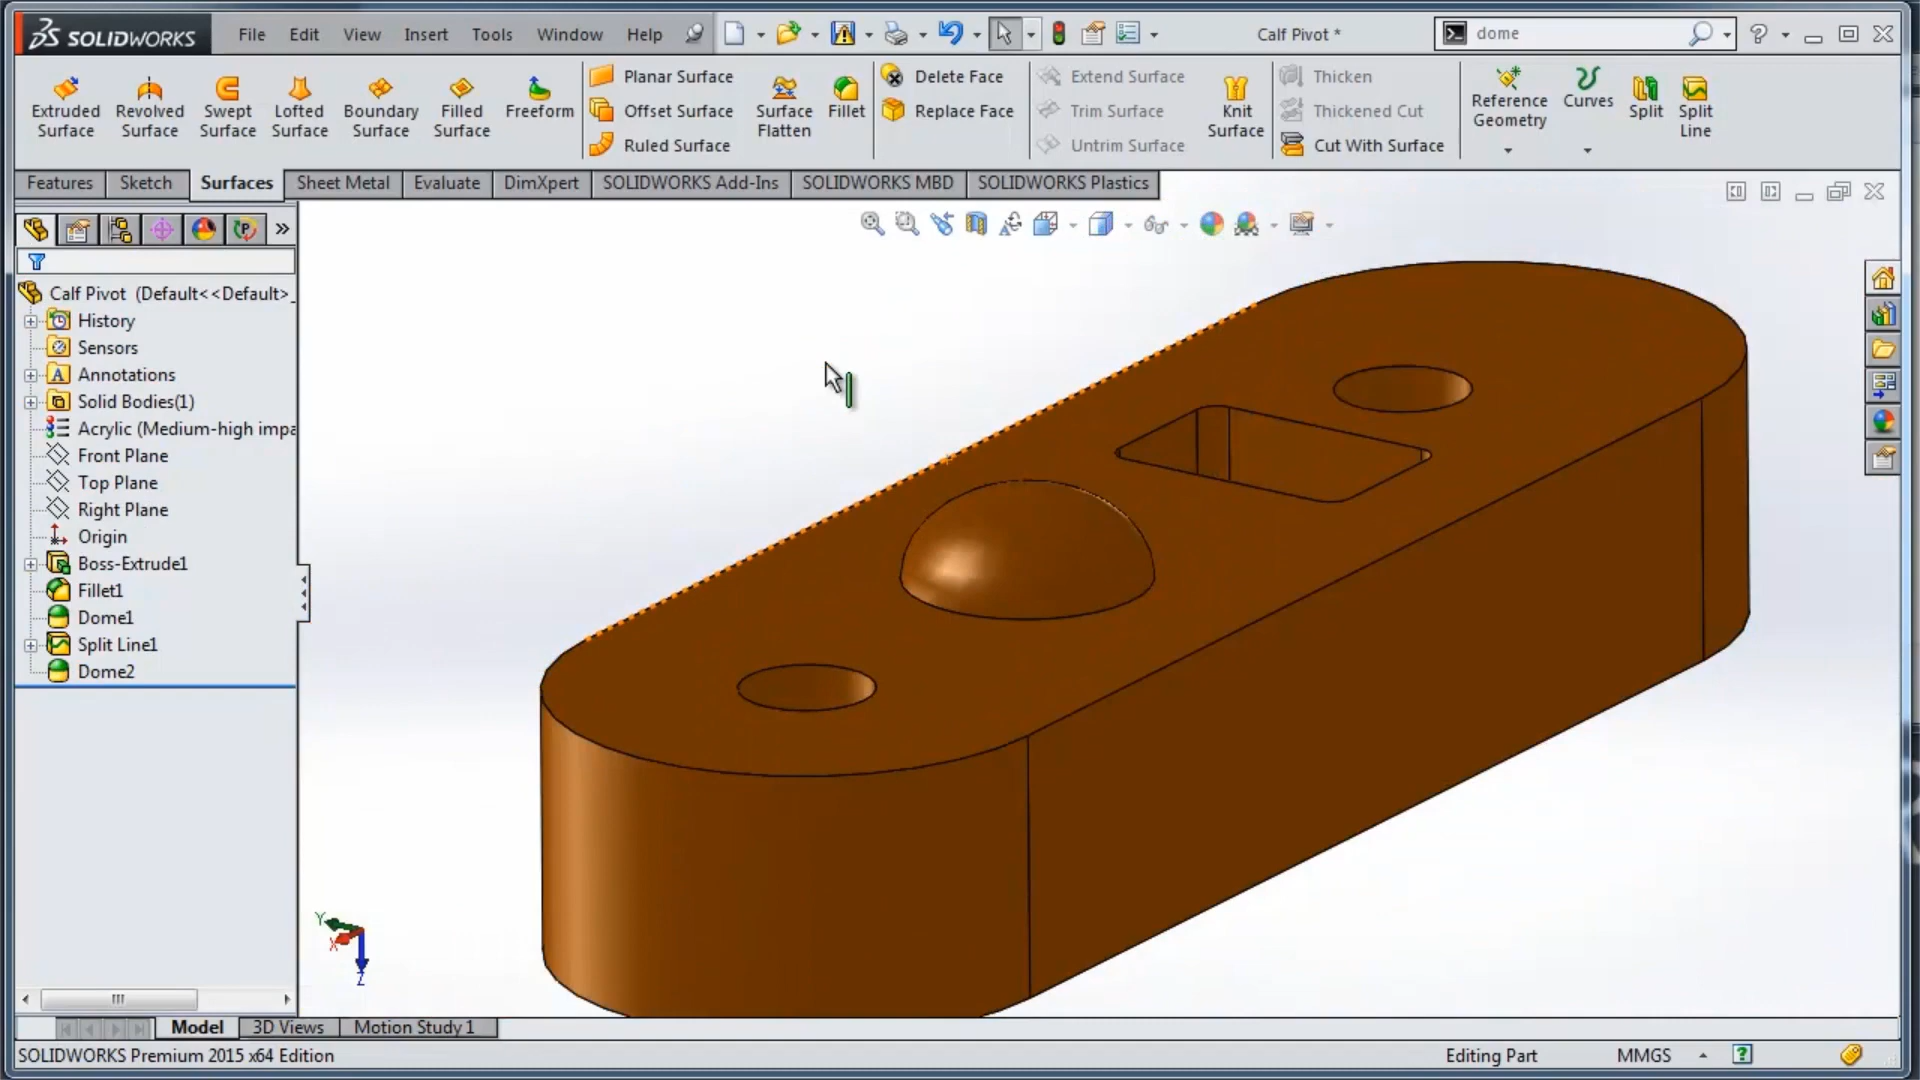 SOLIDWORKS File Edit View Insert Tools Window Help Calf Pivot * dome
Extruded Surface
Revolved Surface
Swept Surface
Lofted Surface
Boundary Surface
Filled Surface
Freeform
Planar Surface
Offset Surface
Ruled Surface
Surface Flatten
Fillet
Delete Face
Replace Face
Extend Surface
Trim Surface
Untrim Surface
Knit Surface
Thicken
Thickened Cut
Cut With Surface
Reference Geometry
Curves
Split
Split Line
Features Sketch Surfaces Sheet Metal Evaluate DimXpert SOLIDWORKS Add-Ins SOLIDWORKS MBD SOLIDWORKS Plastics
Calf Pivot (Default<<Default>_
History
Sensors
Annotations
Solid Bodies(1)
Acrylic (Medium-high impa
Front Plane
Top Plane
Right Plane
Origin
Boss-Extrude1
Fillet1
Dome1
Split Line1
Dome2
Y
X
Z
Model 3D Views Motion Study 1
SOLIDWORKS Premium 2015 x64 Edition Editing Part MMGS